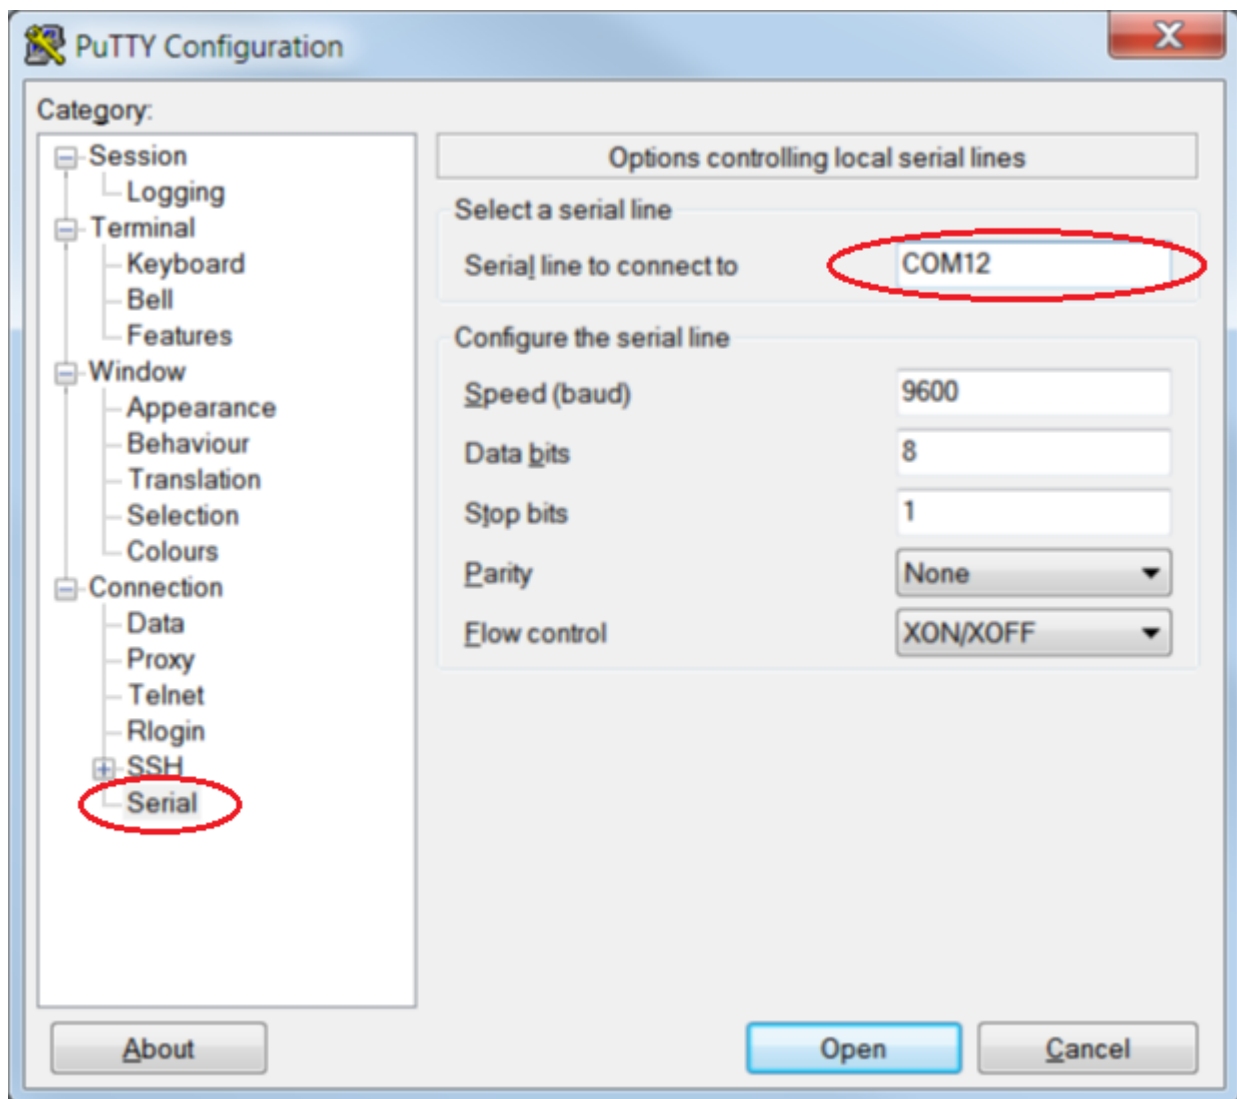 PuTTY Configuration
Category:
Session
Logging
Terminal
Keyboard
Bell
Features
Window
Appearance
Behaviour
Translation
Selection
Colours
Connection
Data
Proxy
Telnet
Rlogin
SSH
Serial
Options controlling local serial lines
Select a serial line
Serial line to connect to COM12
Configure the serial line
Speed (baud) 9600
Data bits 8
Stop bits 1
Parity None
Flow control XON/XOFF
About Open Cancel